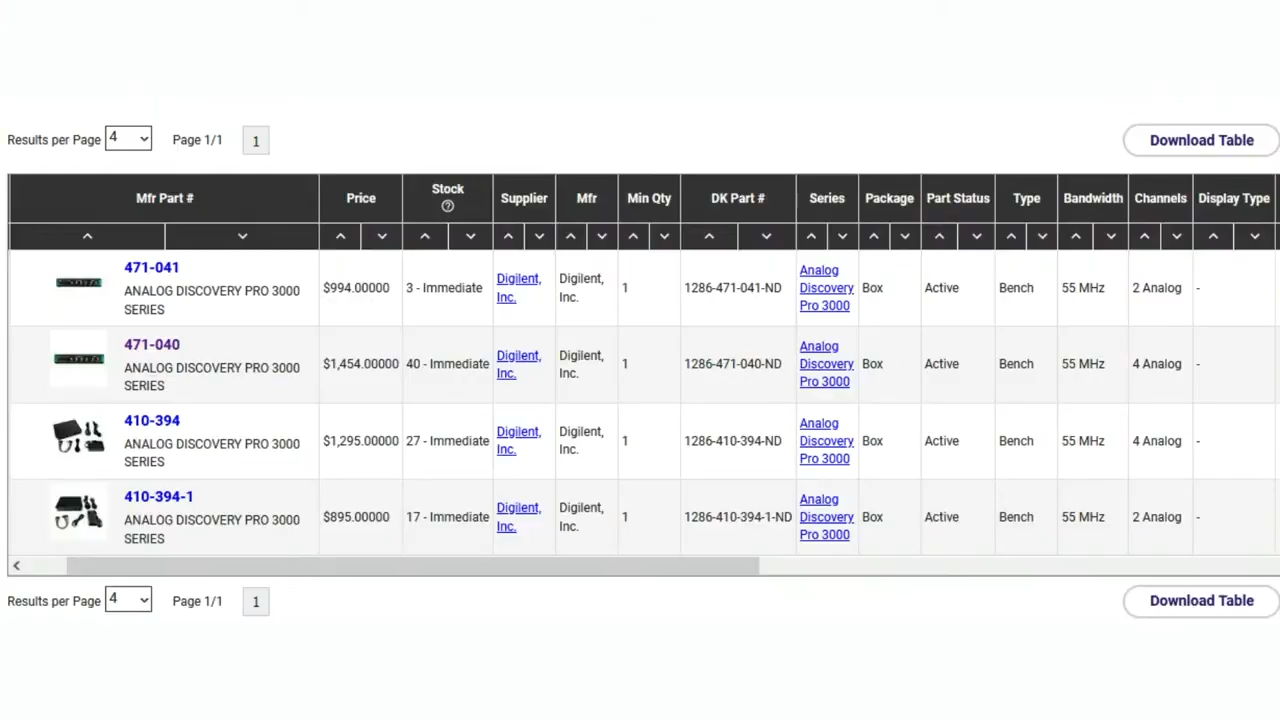 Results per Page 4 Page 1/1 1 Download Table
Mfr Part # Price Stock Supplier Mfr Min Qty DK Part # Series Package Part Status Type Bandwidth Channels Display Type
471-041
ANALOG DISCOVERY PRO 3000
SERIES
$994.00000 3 - Immediate Digilent, Inc. Digilent, Inc. 1 1286-471-041-ND Analog Discovery Pro 3000 Box Active Bench 55 MHz 2 Analog -
471-040
ANALOG DISCOVERY PRO 3000
SERIES
$1,454.00000 40 - Immediate Digilent, Inc. Digilent, Inc. 1 1286-471-040-ND Analog Discovery Pro 3000 Box Active Bench 55 MHz 4 Analog -
410-394
ANALOG DISCOVERY PRO 3000
SERIES
$1,295.00000 27 - Immediate Digilent, Inc. Digilent, Inc. 1 1286-410-394-ND Analog Discovery Pro 3000 Box Active Bench 55 MHz 4 Analog -
410-394-1
ANALOG DISCOVERY PRO 3000
SERIES
$895.00000 17 - Immediate Digilent, Inc. Digilent, Inc. 1 1286-410-394-1-ND Analog Discovery Pro 3000 Box Active Bench 55 MHz 2 Analog -
Results per Page 4 Page 1/1 1 Download Table